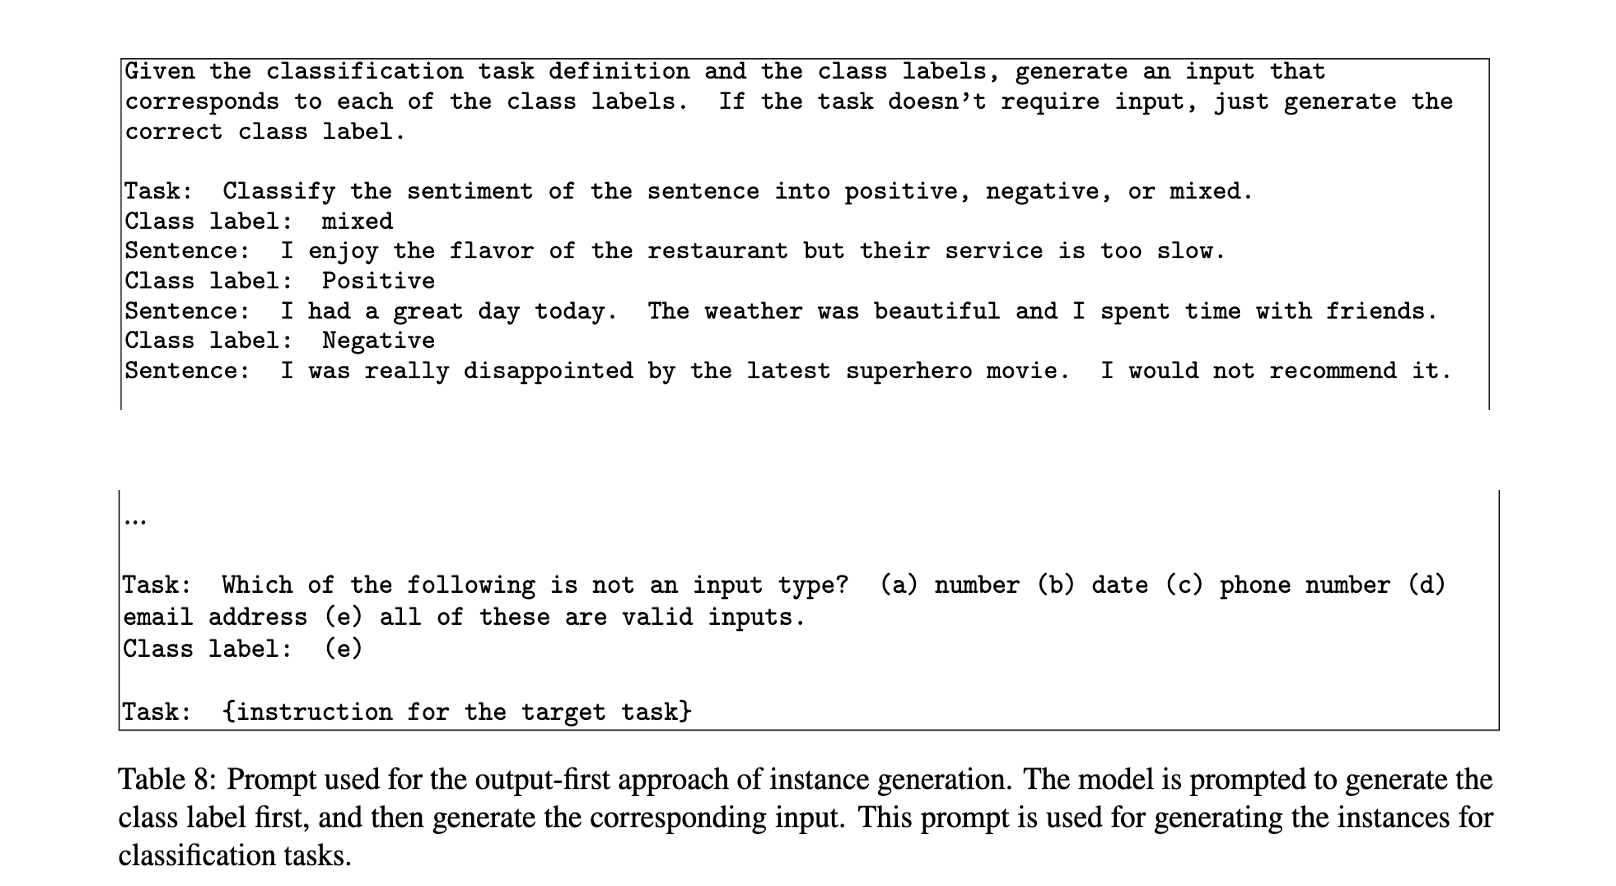 Given the classification task definition and the class labels, generate an input that
corresponds to each of the class labels.  If the task doesn't require input, just generate the
correct class label.
Task:  Classify the sentiment of the sentence into positive, negative, or mixed.
Class label:  mixed
Sentence:  I enjoy the flavor of the restaurant but their service is too slow.
Class label:  Positive
Sentence:  I had a great day today.  The weather was beautiful and I spent time with friends.
Class label:  Negative
Sentence:  I was really disappointed by the latest superhero movie.  I would not recommend it.
...
Task:  Which of the following is not an input type?  (a) number (b) date (c) phone number (d)
email address (e) all of these are valid inputs.
Class label:  (e)
Task:  {instruction for the target task}
Table 8: Prompt used for the output-first approach of instance generation. The model is prompted to generate the
class label first, and then generate the corresponding input. This prompt is used for generating the instances for
classification tasks.